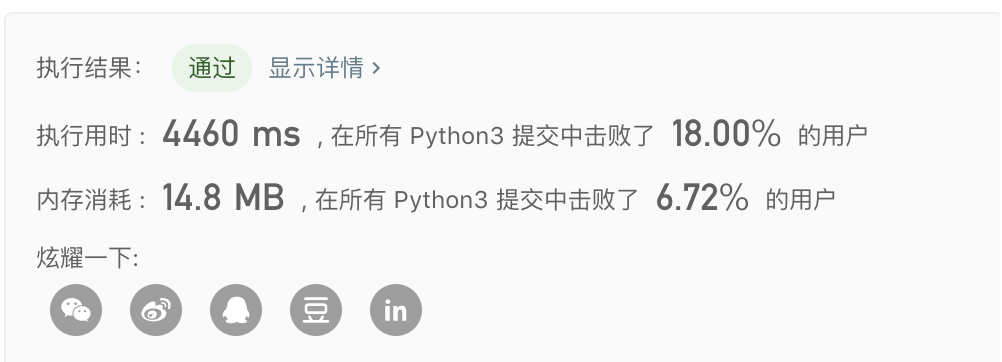 执行结果： 通过 显示详情 ›
执行用时 : 4460 ms , 在所有 Python3 提交中击败了 18.00% 的用户
内存消耗 : 14.8 MB , 在所有 Python3 提交中击败了 6.72% 的用户
炫耀一下:
豆 in